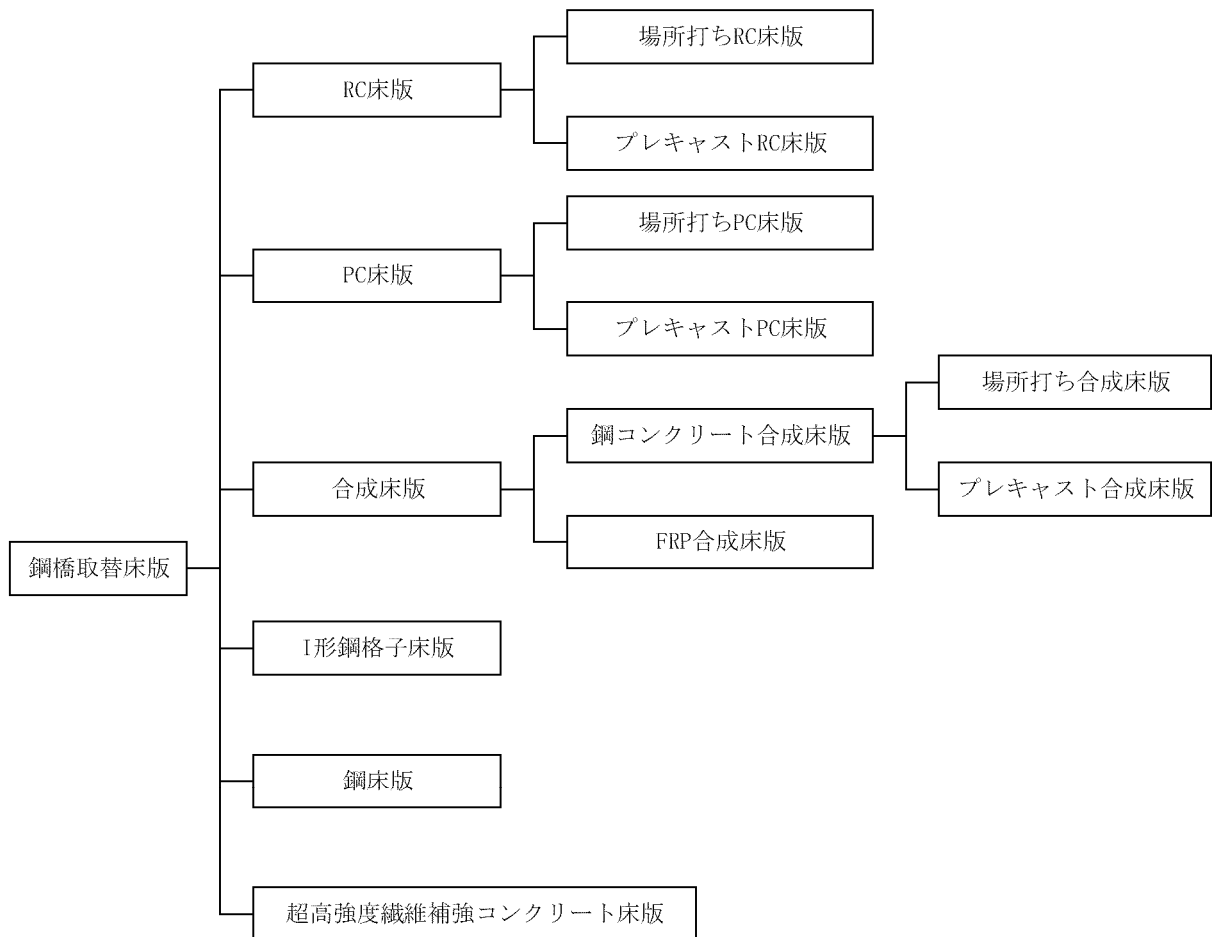 鋼橋取替床版
RC床版
場所打ちRC床版
プレキャストRC床版
PC床版
場所打ちPC床版
プレキャストPC床版
合成床版
鋼コンクリート合成床版
場所打ち合成床版
プレキャスト合成床版
FRP合成床版
I形鋼格子床版
鋼床版
超高強度繊維補強コンクリート床版